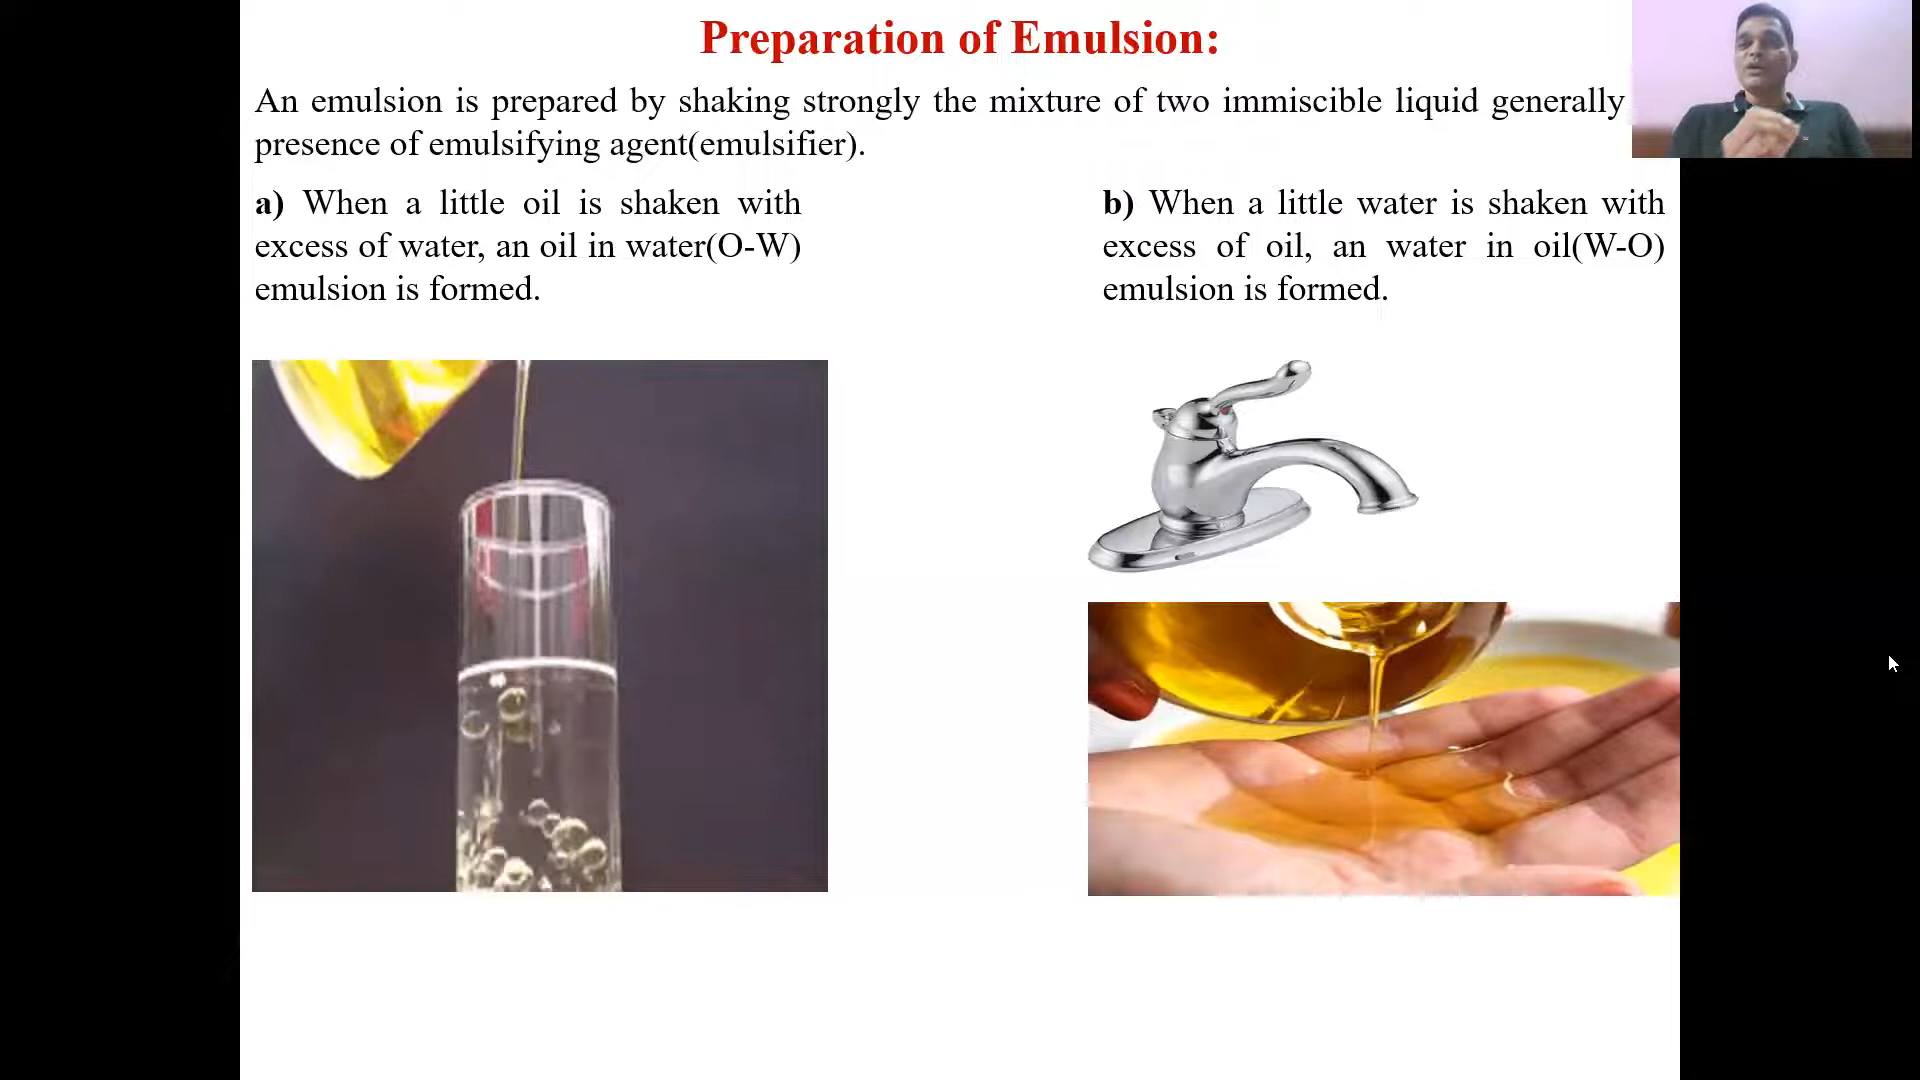 Preparation of Emulsion:
An emulsion is prepared by shaking strongly the mixture of two immiscible liquid generally
presence of emulsifying agent(emulsifier).
a) When a little oil is shaken with
excess of water, an oil in water(O-W)
emulsion is formed.
b) When a little water is shaken with
excess of oil, an water in oil(W-O)
emulsion is formed.